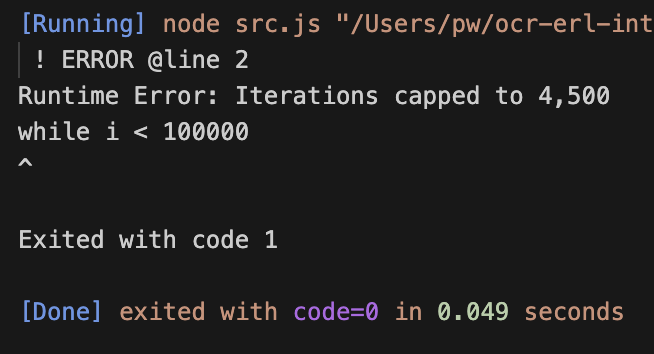 [Running] node src.js "/Users/pw/ocr-erl-int
! ERROR @line 2
Runtime Error: Iterations capped to 4,500
while i < 100000
^
Exited with code 1
[Done] exited with code=0 in 0.049 seconds